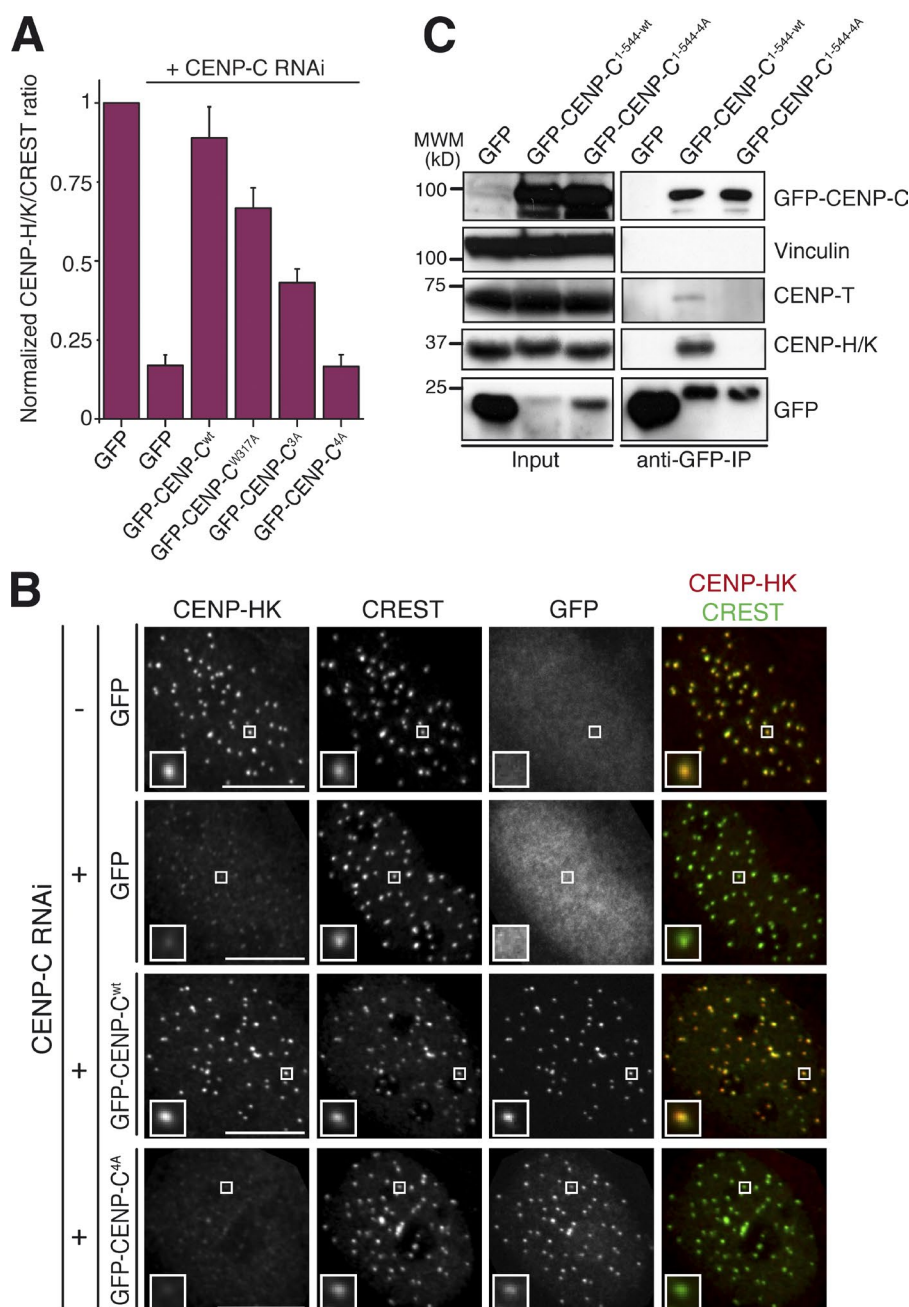 A
+ CENP-C RNAi
Normalized CENP-H/K/CREST ratio
1
0.75
0.5
0.25
0
GFP
GFP
GFP-CENP-Cwt
GFP-CENP-CW317A
GFP-CENP-C3A
GFP-CENP-C4A
C
MWM
(kD)
GFP
GFP-CENP-C1-544-wt
GFP-CENP-C1-544-4A
GFP
GFP-CENP-C1-544-wt
GFP-CENP-C1-544-4A
100
GFP-CENP-C
100
Vinculin
75
CENP-T
37
CENP-H/K
25
GFP
Input
anti-GFP-IP
B
CENP-HK
CREST
GFP
CENP-HK
CREST
CENP-C RNAi
-
GFP
+
GFP
+
GFP-CENP-Cwt
+
GFP-CENP-C4A